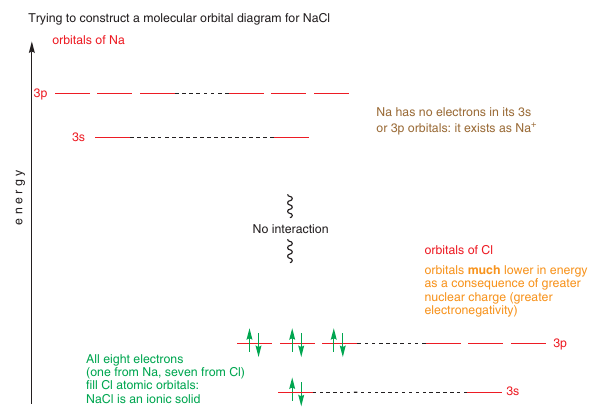 Trying to construct a molecular orbital diagram for NaCl
orbitals of Na
3p
3s
Na has no electrons in its 3s
or 3p orbitals: it exists as Na⁺
energy
No interaction
orbitals of Cl
orbitals much lower in energy
as a consequence of greater
nuclear charge (greater
electronegativity)
3p
All eight electrons
(one from Na, seven from Cl)
fill Cl atomic orbitals:
NaCl is an ionic solid
3s